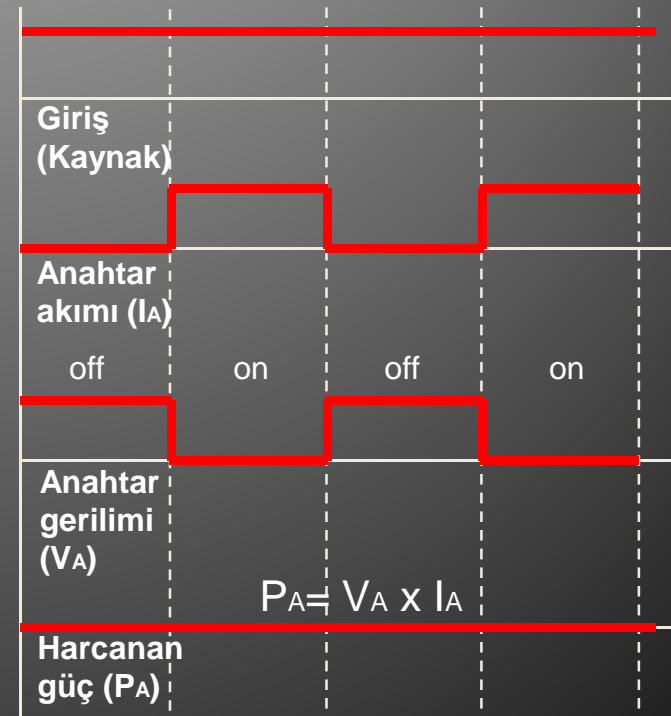 Giriş
(Kaynak)
Anahtar
akımı (IA)
off on off on
Anahtar
gerilimi
(VA)
PA= VA x IA
Harcanan
güç (PA)